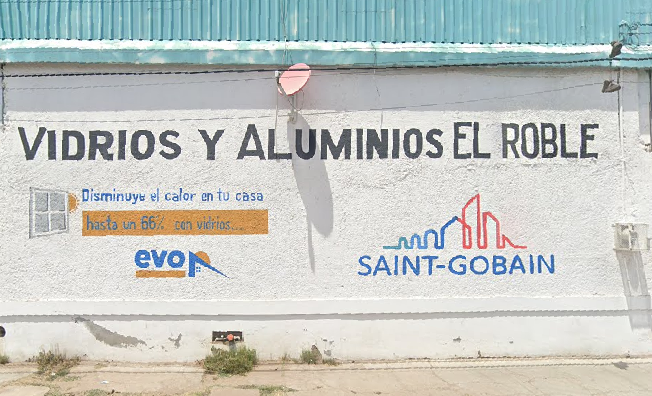 VIDRIOS Y ALUMINIOS EL ROBLE
Disminuye el calor en tu casa
hasta un 66% con vidrios...
evo
SAINT-GOBAIN